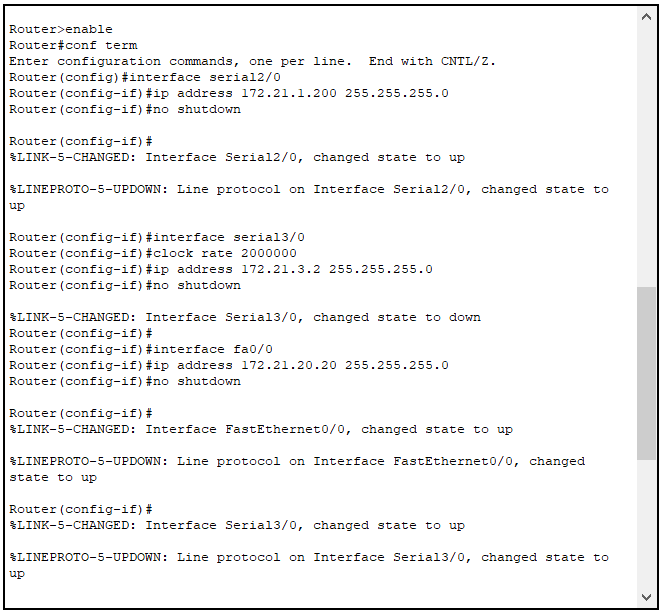 Router>enable
Router#conf term
Enter configuration commands, one per line.  End with CNTL/Z.
Router(config)#interface serial2/0
Router(config-if)#ip address 172.21.1.200 255.255.255.0
Router(config-if)#no shutdown
Router(config-if)#
%LINK-5-CHANGED: Interface Serial2/0, changed state to up
%LINEPROTO-5-UPDOWN: Line protocol on Interface Serial2/0, changed state to
up
Router(config-if)#interface serial3/0
Router(config-if)#clock rate 2000000
Router(config-if)#ip address 172.21.3.2 255.255.255.0
Router(config-if)#no shutdown
%LINK-5-CHANGED: Interface Serial3/0, changed state to down
Router(config-if)#
Router(config-if)#interface fa0/0
Router(config-if)#ip address 172.21.20.20 255.255.255.0
Router(config-if)#no shutdown
Router(config-if)#
%LINK-5-CHANGED: Interface FastEthernet0/0, changed state to up
%LINEPROTO-5-UPDOWN: Line protocol on Interface FastEthernet0/0, changed
state to up
Router(config-if)#
%LINK-5-CHANGED: Interface Serial3/0, changed state to up
%LINEPROTO-5-UPDOWN: Line protocol on Interface Serial3/0, changed state to
up